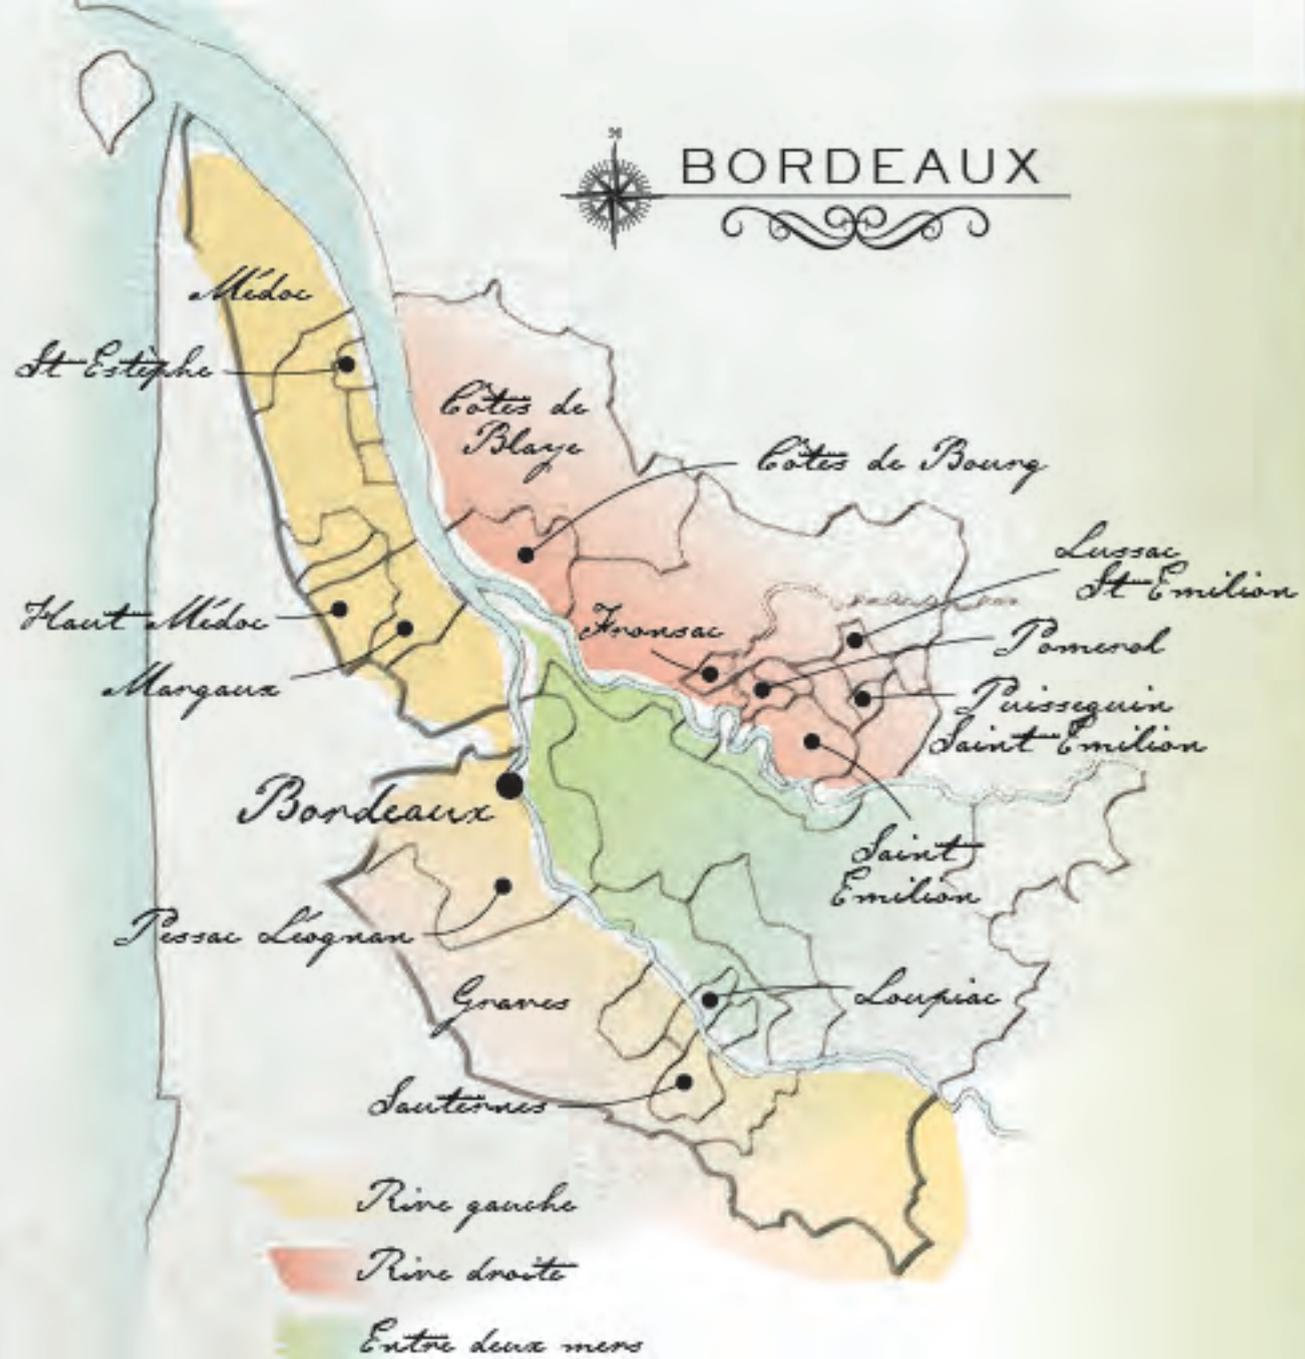 N
BORDEAUX
Médoc
St Estèphe
Côtes de
Blaye
Côtes de Bourg
Lussac
St Emilion
Haut Médoc
Fronsac
Pomerol
Margaux
Puisseguin
Saint Emilion
Bordeaux
Saint
Emilion
Pessac Léognan
Graves
Loupiac
Sauternes
Rive gauche
Rive droite
Entre deux mers